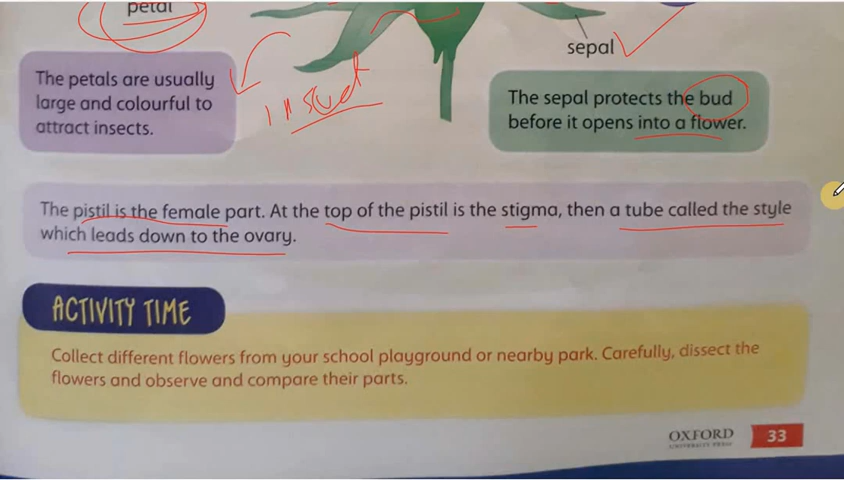 petal
sepal
The petals are usually
large and colourful to
attract insects.
insect
The sepal protects the bud
before it opens into a flower.
The pistil is the female part. At the top of the pistil is the stigma, then a tube called the style
which leads down to the ovary.
ACTIVITY TIME
Collect different flowers from your school playground or nearby park. Carefully, dissect the
flowers and observe and compare their parts.
OXFORD
UNIVERSITY PRESS
33